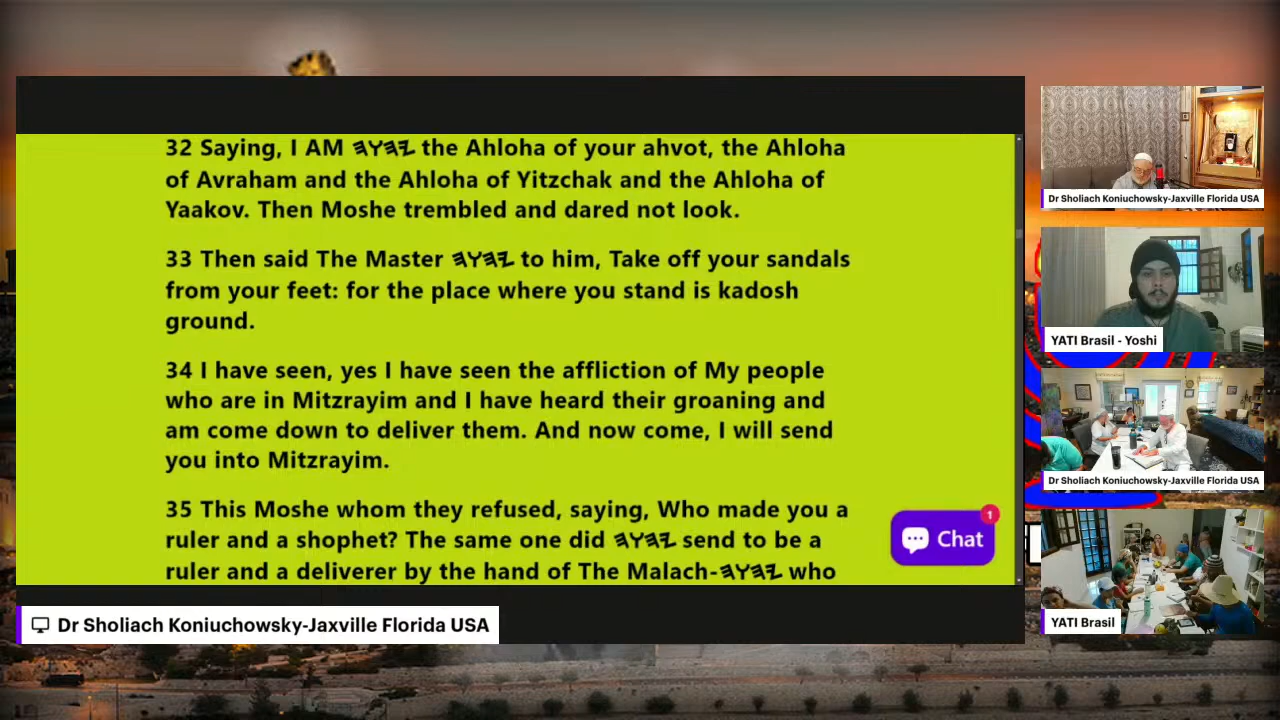 32 Saying, I AM 𐤉𐤄𐤅𐤄 the Ahloha of your ahvot, the Ahloha
of Avraham and the Ahloha of Yitzchak and the Ahloha of
Yaakov. Then Moshe trembled and dared not look.
33 Then said The Master 𐤉𐤄𐤅𐤄 to him, Take off your sandals
from your feet: for the place where you stand is kadosh
ground.
34 I have seen, yes I have seen the affliction of My people
who are in Mitzrayim and I have heard their groaning and
am come down to deliver them. And now come, I will send
you into Mitzrayim.
35 This Moshe whom they refused, saying, Who made you a
ruler and a shophet? The same one did 𐤉𐤄𐤅𐤄 send to be a
ruler and a deliverer by the hand of The Malach-𐤉𐤄𐤅𐤄 who
Chat
1
Dr Sholiach Koniuchowsky-Jaxville Florida USA
Dr Sholiach Koniuchowsky-Jaxville Florida USA
YATI Brasil - Yoshi
Dr Sholiach Koniuchowsky-Jaxville Florida USA
YATI Brasil